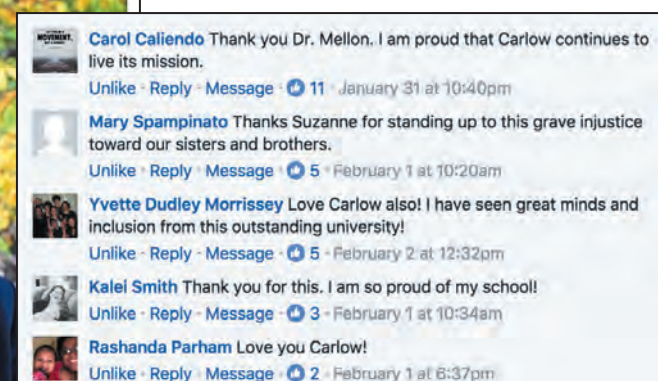 Carol Caliendo Thank you Dr. Mellon. I am proud that Carlow continues to
live its mission.
Unlike · Reply · Message · 11 · January 31 at 10:40pm
Mary Spampinato Thanks Suzanne for standing up to this grave injustice
toward our sisters and brothers.
Unlike · Reply · Message · 5 · February 1 at 10:20am
Yvette Dudley Morrissey Love Carlow also! I have seen great minds and
inclusion from this outstanding university!
Unlike · Reply · Message · 5 · February 2 at 12:32pm
Kalei Smith Thank you for this. I am so proud of my school!
Unlike · Reply · Message · 3 · February 1 at 10:34am
Rashanda Parham Love you Carlow!
Unlike · Reply · Message · 2 · February 1 at 6:37pm